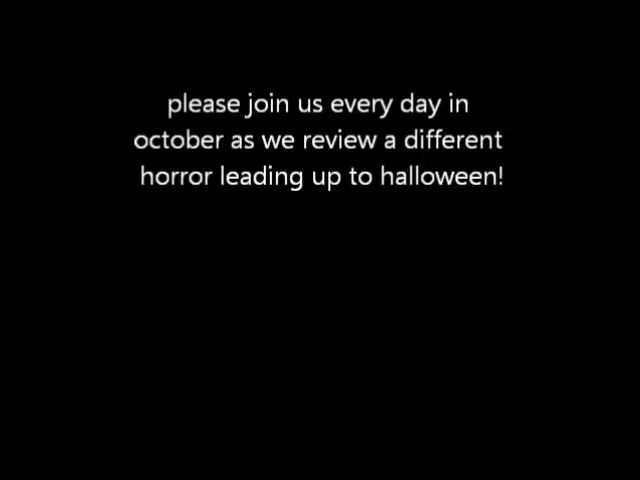 please join us every day in
october as we review a different
horror leading up to halloween!